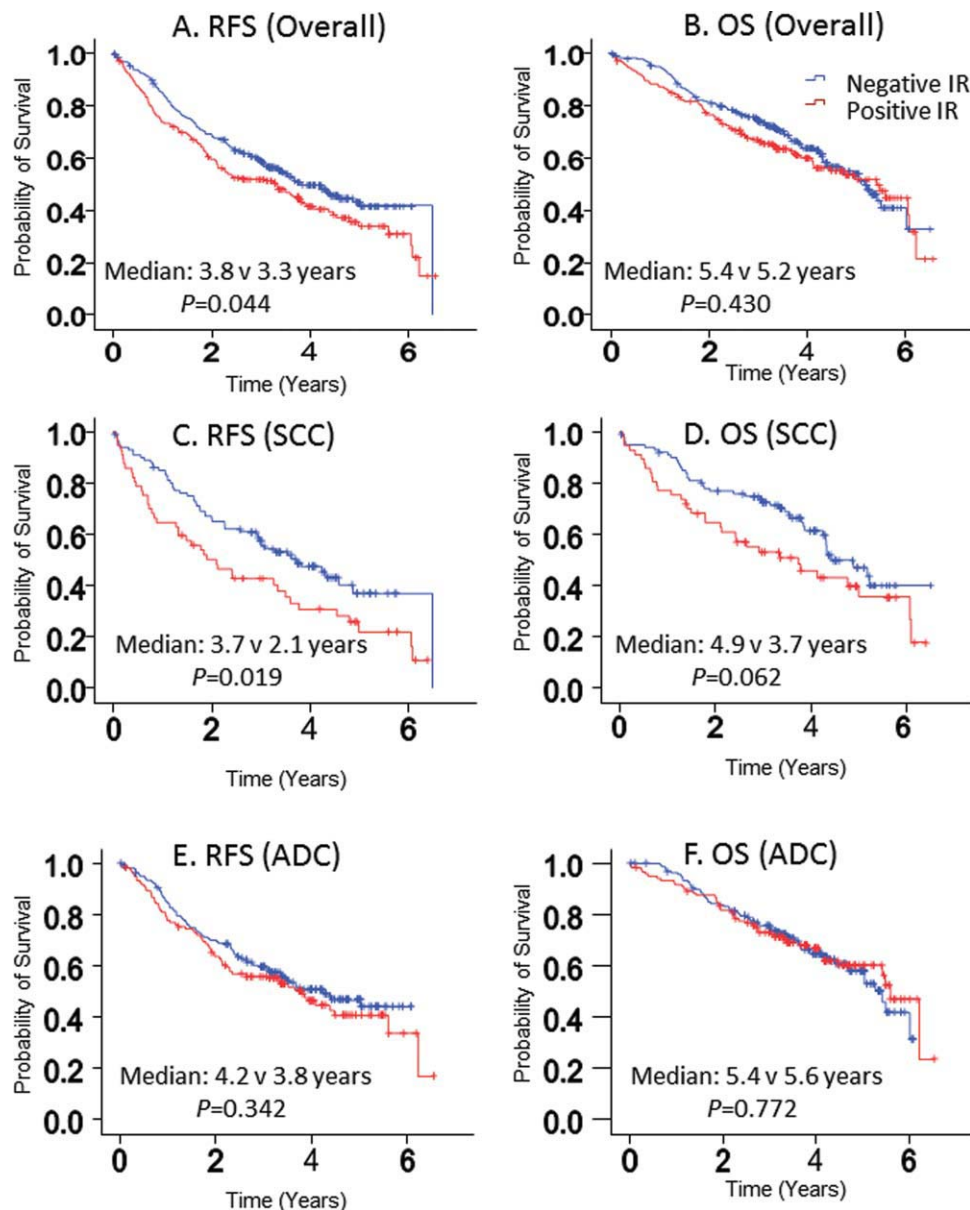 A. RFS (Overall)
Probability of Survival
1.0
0.8
0.6
0.4
0.2
0.0
Median: 3.8 v 3.3 years
P=0.044
0 2 4 6
Time (Years)
B. OS (Overall)
Negative IR
Positive IR
Probability of Survival
1.0
0.8
0.6
0.4
0.2
0.0
Median: 5.4 v 5.2 years
P=0.430
0 2 4 6
Time (Years)
C. RFS (SCC)
Probability of Survival
1.0
0.8
0.6
0.4
0.2
0.0
Median: 3.7 v 2.1 years
P=0.019
0 2 4 6
Time (Years)
D. OS (SCC)
Probability of Survival
1.0
0.8
0.6
0.4
0.2
0.0
Median: 4.9 v 3.7 years
P=0.062
0 2 4 6
Time (Years)
E. RFS (ADC)
Probability of Survival
1.0
0.8
0.6
0.4
0.2
0.0
Median: 4.2 v 3.8 years
P=0.342
0 2 4 6
Time (Years)
F. OS (ADC)
Probability of Survival
1.0
0.8
0.6
0.4
0.2
0.0
Median: 5.4 v 5.6 years
P=0.772
0 2 4 6
Time (Years)